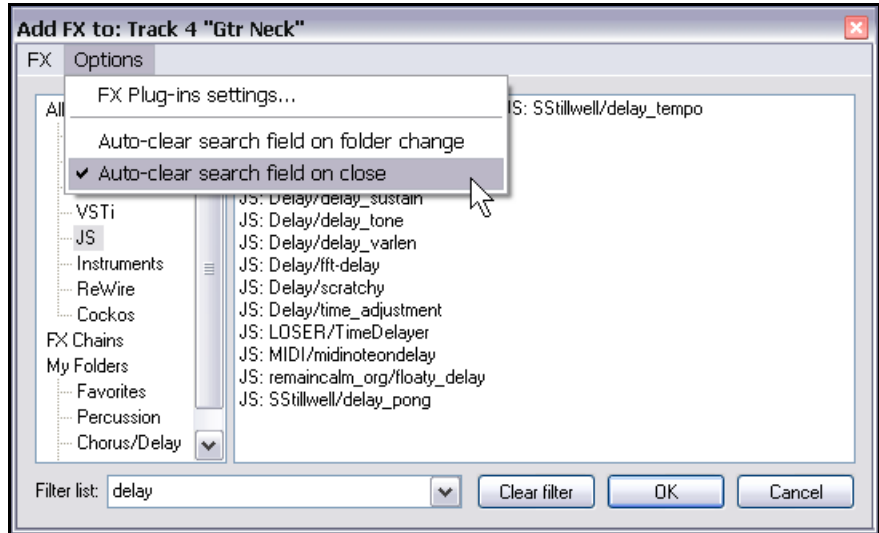 Add FX to: Track 4 "Gtr Neck"
FX Options
FX Plug-ins settings...
Auto-clear search field on folder change
Auto-clear search field on close
All
VSTi
JS
Instruments
ReWire
Cockos
FX Chains
My Folders
Favorites
Percussion
Chorus/Delay
JS: Delay/delay_sustain
JS: Delay/delay_tone
JS: Delay/delay_varlen
JS: Delay/fft-delay
JS: Delay/scratchy
JS: Delay/time_adjustment
JS: LOSER/TimeDelayer
JS: MIDI/midinoteondelay
JS: remaincalm_org/floaty_delay
JS: SStillwell/delay_pong
JS: SStillwell/delay_tempo
Filter list: delay
Clear filter OK Cancel